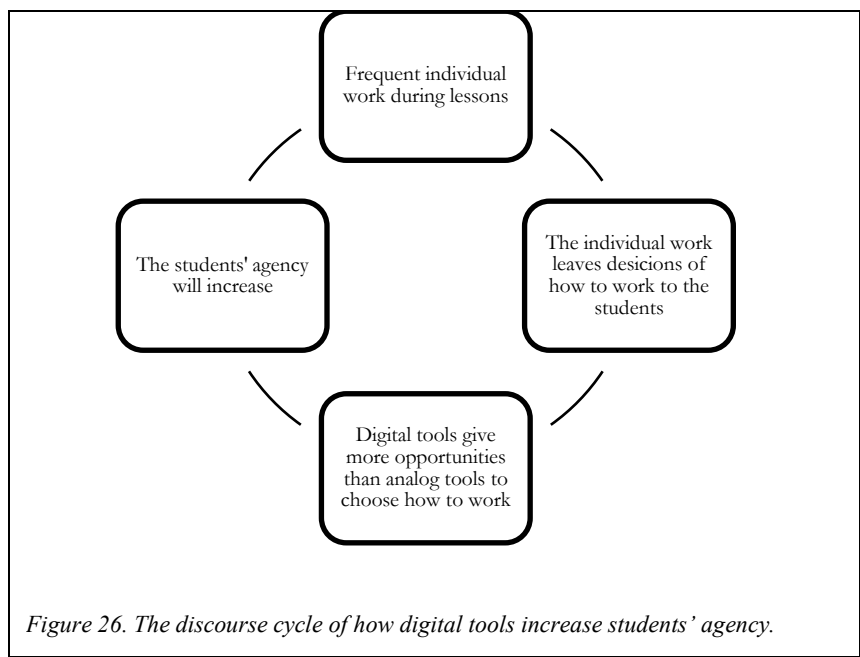 Frequent individual
work during lessons
The individual work
leaves desicions of
how to work to the
students
Digital tools give
more opportunities
than analog tools to
choose how to work
The students' agency
will increase
Figure 26. The discourse cycle of how digital tools increase students’ agency.